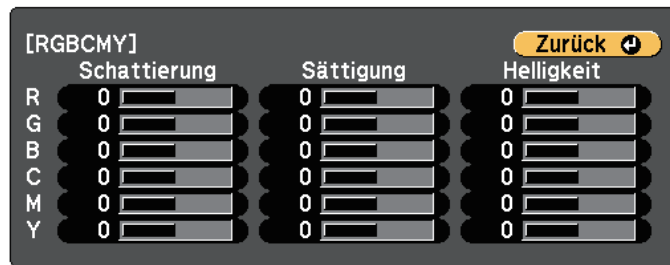 [RGBCMY] Zurück
Schattierung Sättigung Helligkeit
R 0 0 0
G 0 0 0
B 0 0 0
C 0 0 0
M 0 0 0
Y 0 0 0